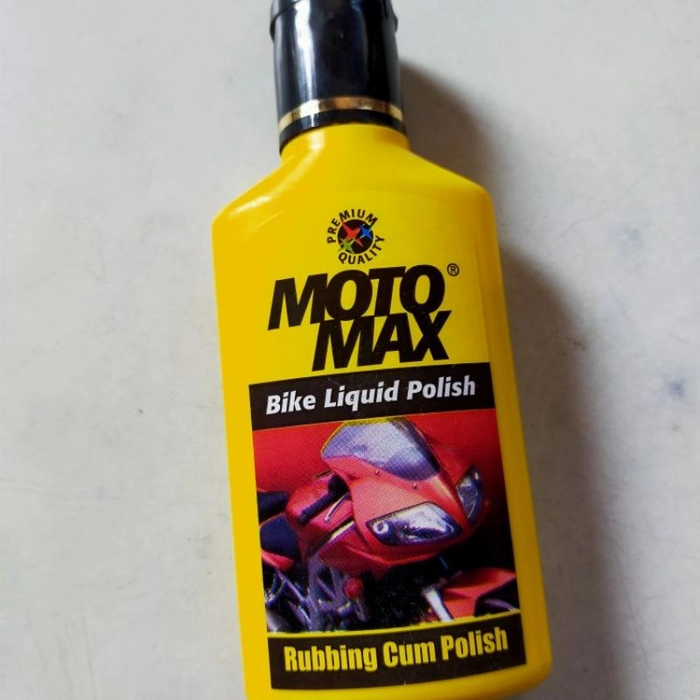 PREMIUM
QUALITY
MOTO ®
MAX
Bike Liquid Polish
Rubbing Cum Polish